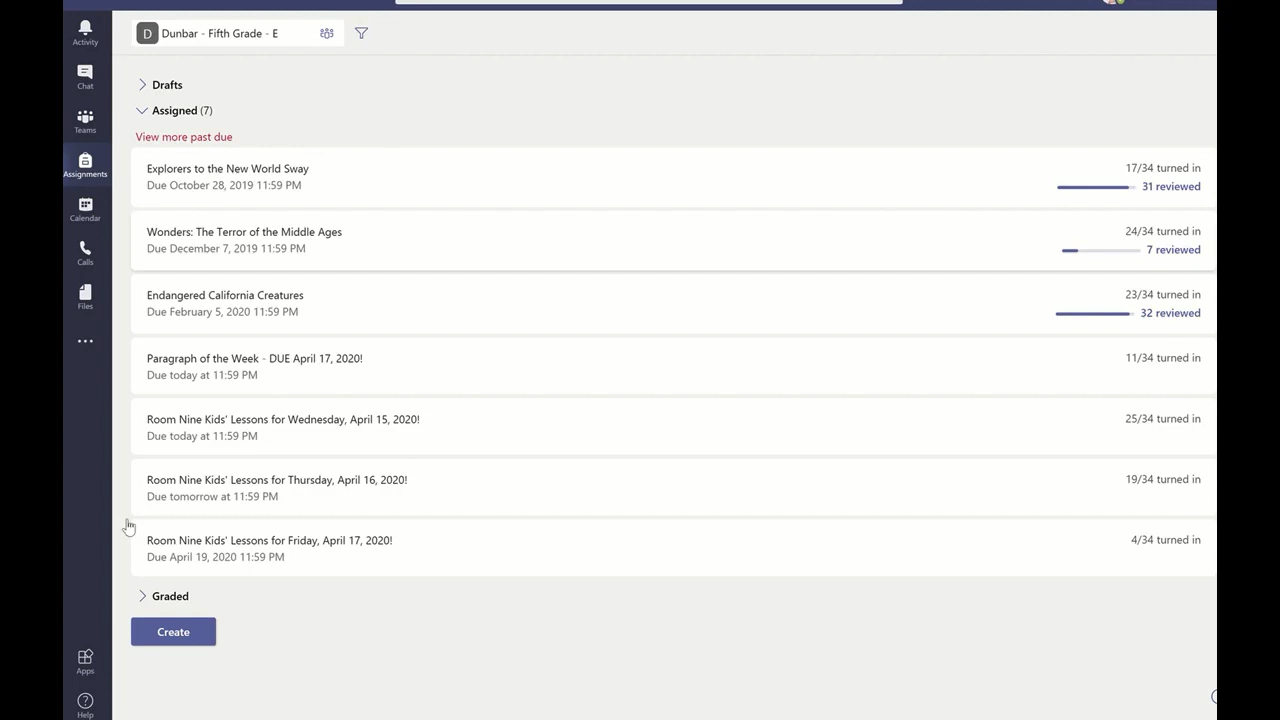 Activity
Chat
Teams
Assignments
Calendar
Calls
Files
Apps
Help
D Dunbar - Fifth Grade - E
Drafts
Assigned (7)
View more past due
Explorers to the New World Sway
Due October 28, 2019 11:59 PM
17/34 turned in
31 reviewed
Wonders: The Terror of the Middle Ages
Due December 7, 2019 11:59 PM
24/34 turned in
7 reviewed
Endangered California Creatures
Due February 5, 2020 11:59 PM
23/34 turned in
32 reviewed
Paragraph of the Week - DUE April 17, 2020!
Due today at 11:59 PM
11/34 turned in
Room Nine Kids' Lessons for Wednesday, April 15, 2020!
Due today at 11:59 PM
25/34 turned in
Room Nine Kids' Lessons for Thursday, April 16, 2020!
Due tomorrow at 11:59 PM
19/34 turned in
Room Nine Kids' Lessons for Friday, April 17, 2020!
Due April 19, 2020 11:59 PM
4/34 turned in
Graded
Create